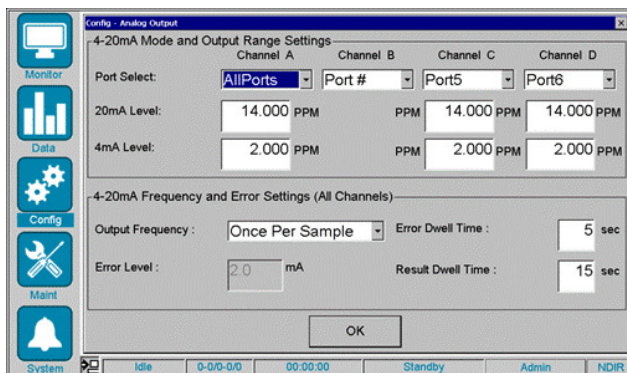 Config - Analog Output
4-20mA Mode and Output Range Settings
Channel A Channel B Channel C Channel D
Port Select: AllPorts Port # Port5 Port6
20mA Level: 14.000 PPM PPM 14.000 PPM 14.000 PPM
4mA Level: 2.000 PPM PPM 2.000 PPM 2.000 PPM
4-20mA Frequency and Error Settings (All Channels)
Output Frequency : Once Per Sample Error Dwell Time : 5 sec
Error Level : 2.0 mA Result Dwell Time : 15 sec
OK
Monitor
Data
Config
Maint
System
Idle 0-0/0-0/0 00:00:00 Standby Admin NDIR